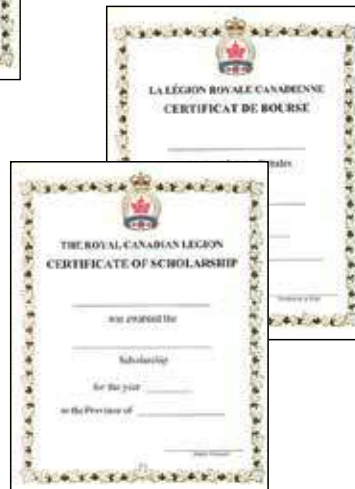 LA LÉGION ROYALE CANADIENNE
CERTIFICAT DE BOURSE
THE ROYAL CANADIAN LEGION
CERTIFICATE OF SCHOLARSHIP
was awarded the
Scholarship
for the year
in the Province of